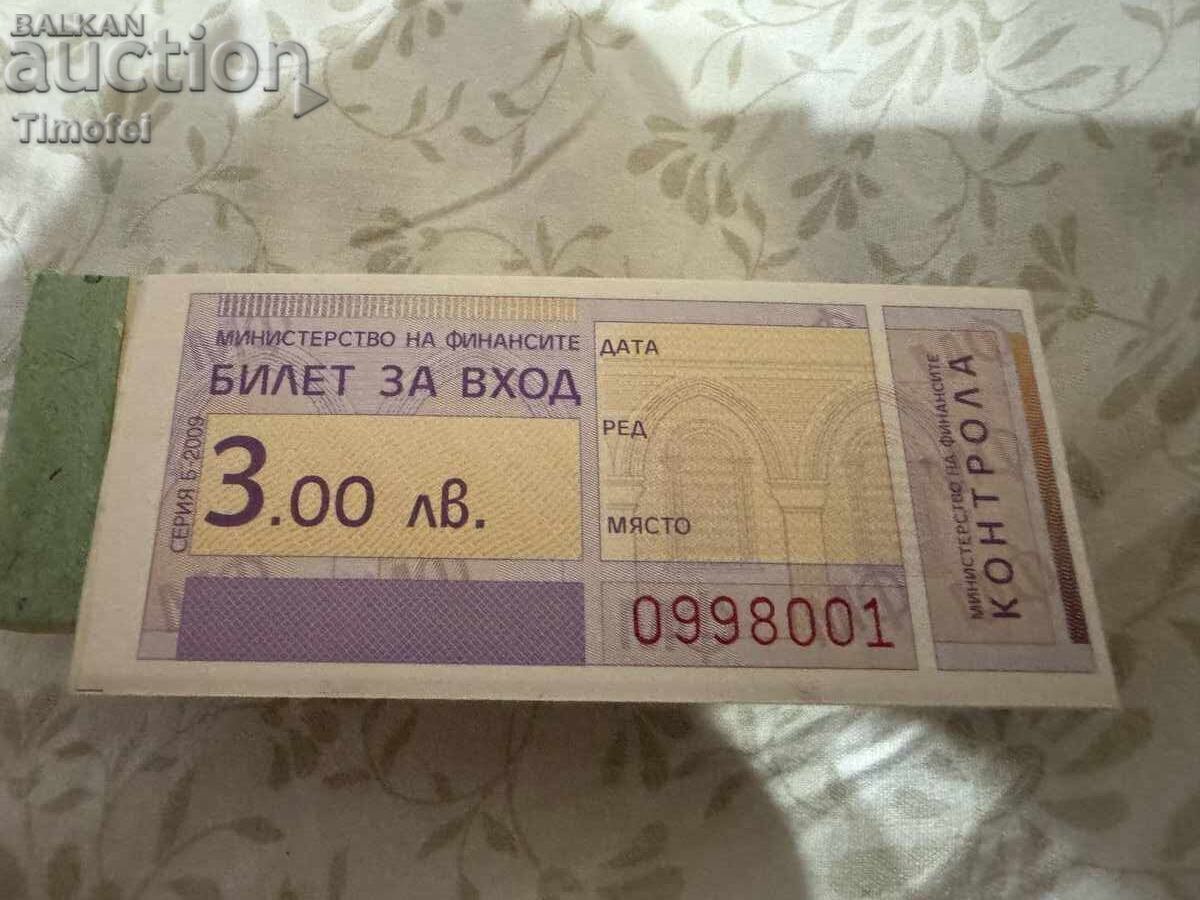 BALKAN
auction
Timofei
МИНИСТЕРСТВО НА ФИНАНСИТЕ
БИЛЕТ ЗА ВХОД
СЕРИЯ Б-2009
3.00 лв.
ДАТА
РЕД
МЯСТО
0998001
МИНИСТЕРСТВО НА ФИНАНСИТЕ
КОНТРОЛА